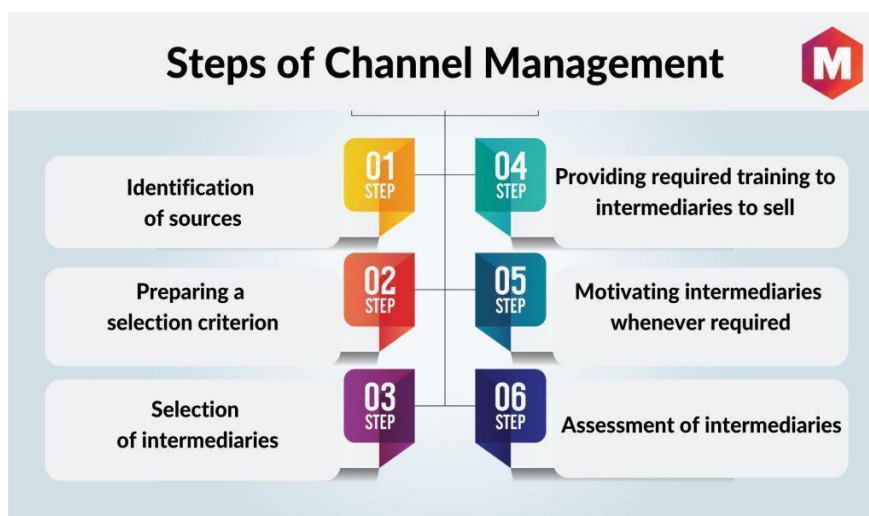 Steps of Channel Management
M
01
STEP
Identification
of sources
02
STEP
Preparing a
selection criterion
03
STEP
Selection
of intermediaries
04
STEP
Providing required training to
intermediaries to sell
05
STEP
Motivating intermediaries
whenever required
06
STEP
Assessment of intermediaries